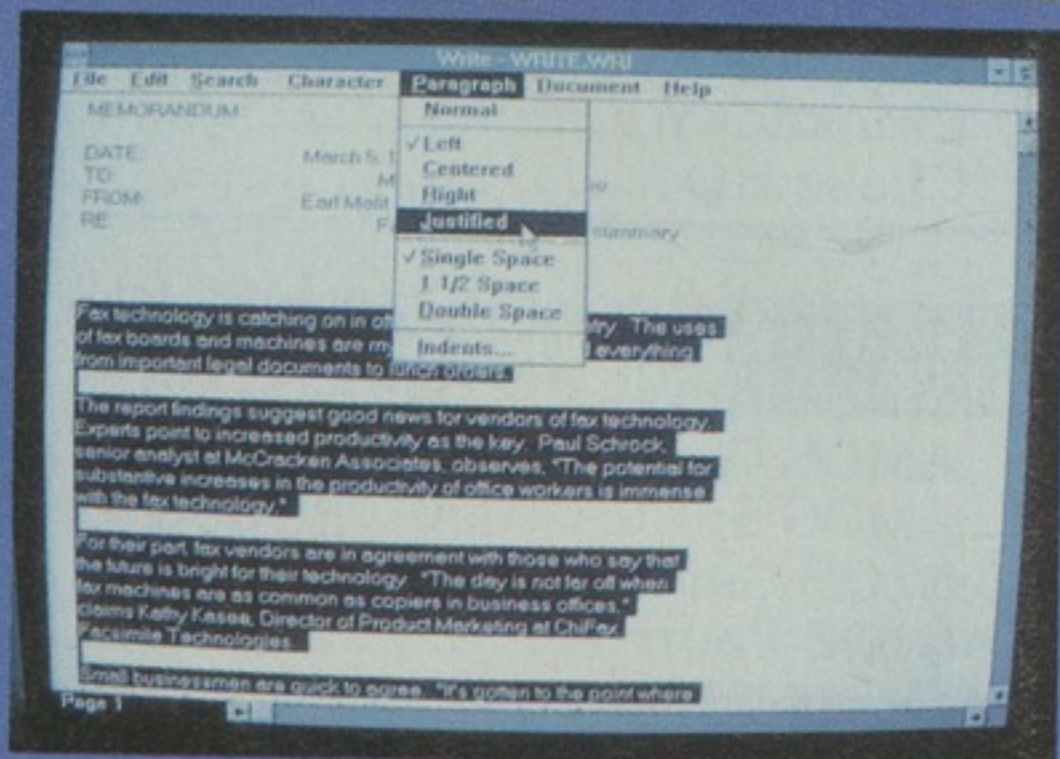 Write - WRITE.WRI
File Edit Search Character Paragraph Document Help
MEMORANDUM
DATE: March 5, 1
TO: M
FROM: Earl
RE: F summary
Normal
✓ Left
Centered
Right
Justified
✓ Single Space
1 1/2 Space
Double Space
Indents...
Fax technology is catching on in of try. The uses
of fax boards and machines are my everything
from important legal documents to lunch orders.
The report findings suggest good news for vendors of fax technology.
Experts point to increased productivity as the key. Paul Schrock,
senior analyst at McCracken Associates, observes, "The potential for
substantive increases in the productivity of office workers is immense
with the fax technology."
For their part, fax vendors are in agreement with those who say that
the future is bright for their technology. "The day is not far off when
fax machines are as common as copiers in business offices,"
claims Kathy Kasea, Director of Product Marketing at ChiFax
Facsimile Technologies.
Small businessmen are quick to agree. "It's gotten to the point where
Page 1